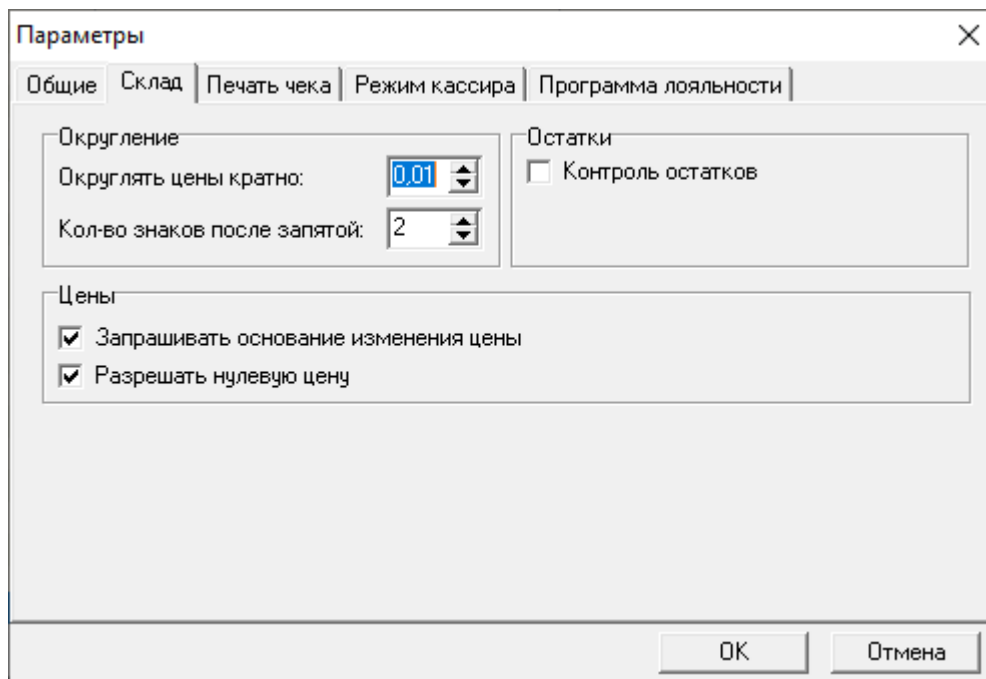 Параметры
Общие Склад Печать чека Режим кассира Программа лояльности
Округление
Округлять цены кратно: 0,01
Кол-во знаков после запятой: 2
Остатки
Контроль остатков
Цены
Запрашивать основание изменения цены
Разрешать нулевую цену
OK Отмена